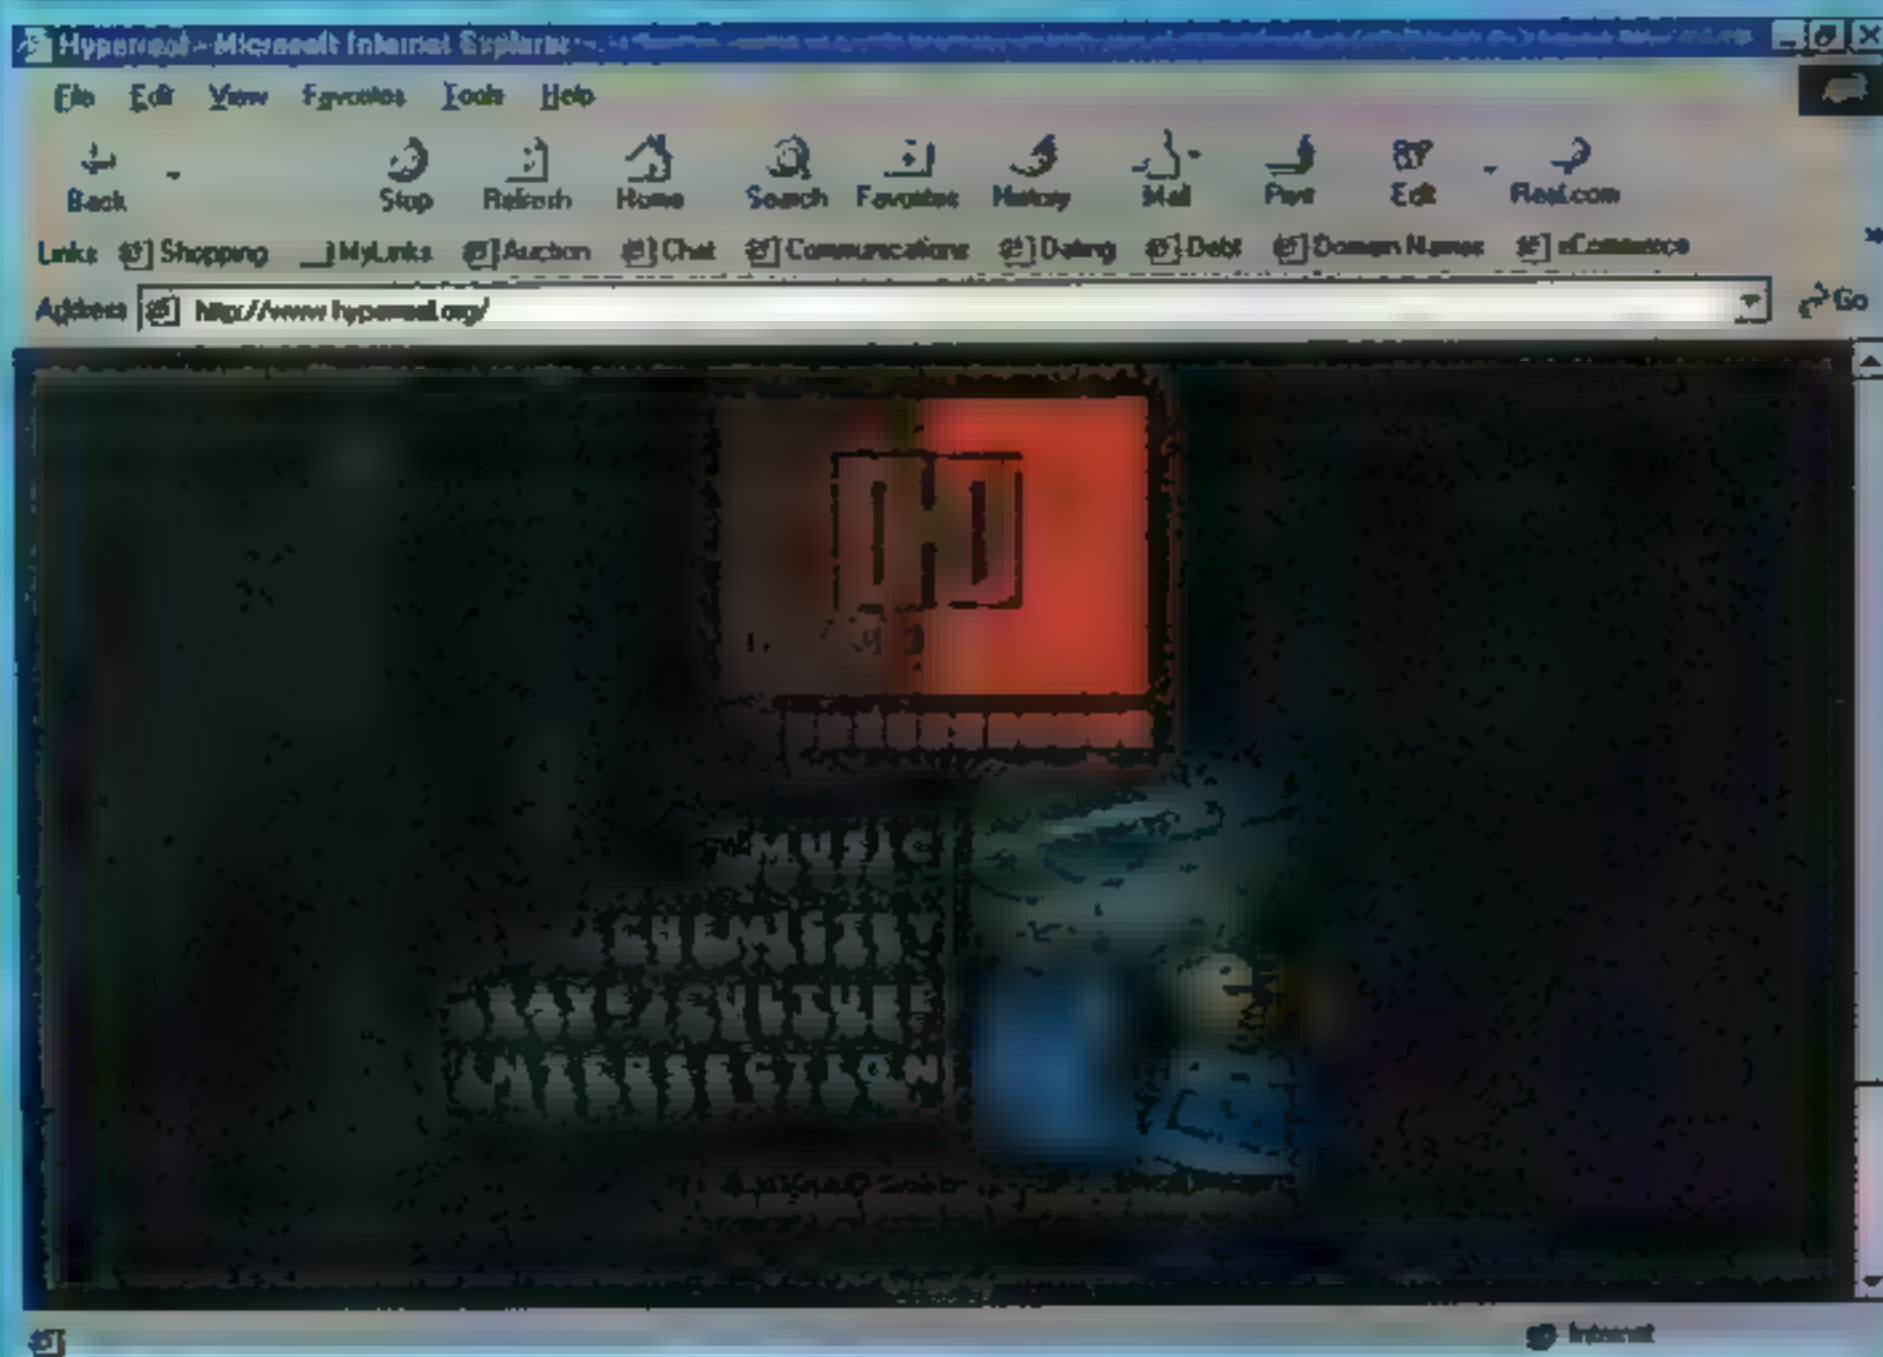 Hyperreal - Microsoft Internet Explorer
File Edit View Favorites Tools Help
Back Stop Refresh Home Search Favorites History Mail Print Edit Real.com
Links Shopping MyLinks Auction Chat Communications Dating Debt Domain Names eCommerce
Address http://www.hyperreal.org/ Go
H
MUSIC
CHEMISTRY
RAVE CULTURE
INTERSECTION
Internet